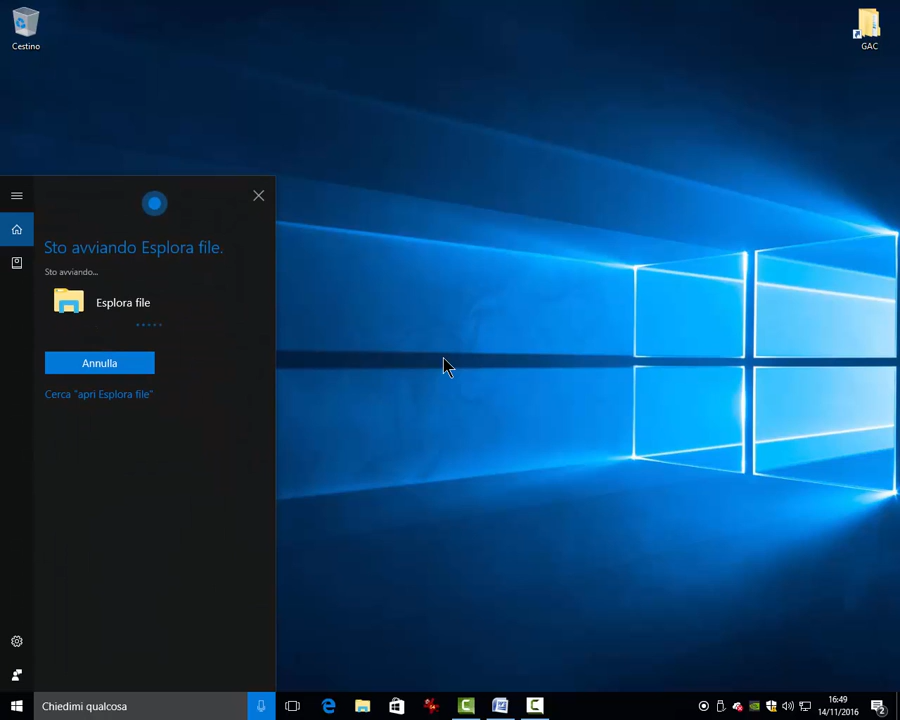 Cestino
GAC
Sto avviando Esplora file.
Sto avviando...
Esplora file
Annulla
Cerca "apri Esplora file"
Chiedimi qualcosa
16:49
14/11/2016
2